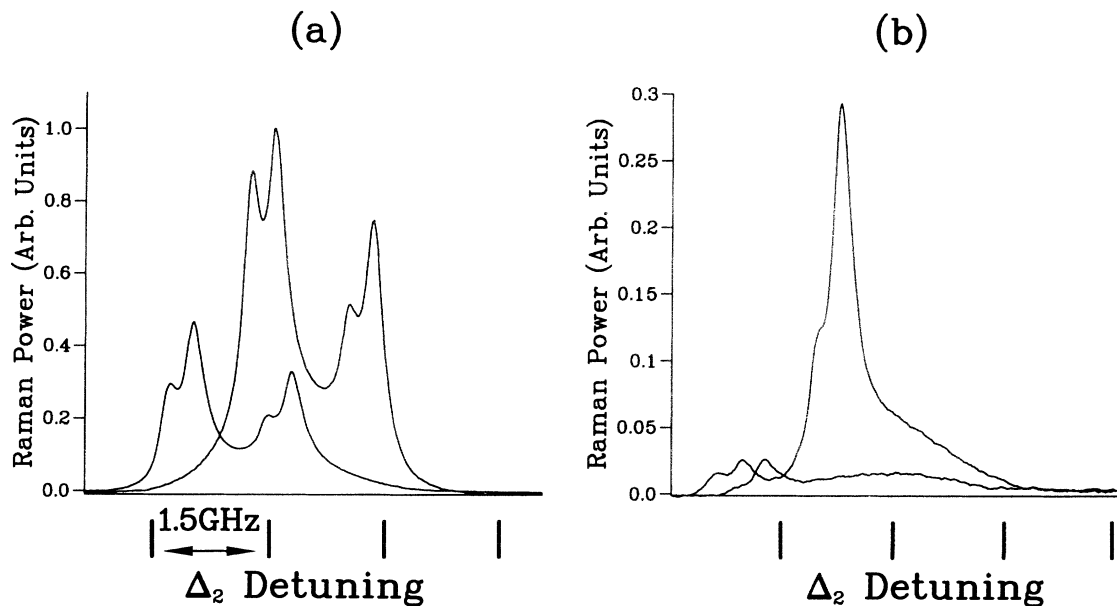 (a)
Raman Power (Arb. Units)
1.0
0.8
0.6
0.4
0.2
0.0
1.5GHz
Δ₂ Detuning
(b)
Raman Power (Arb. Units)
0.3
0.25
0.2
0.15
0.1
0.05
0.0
Δ₂ Detuning